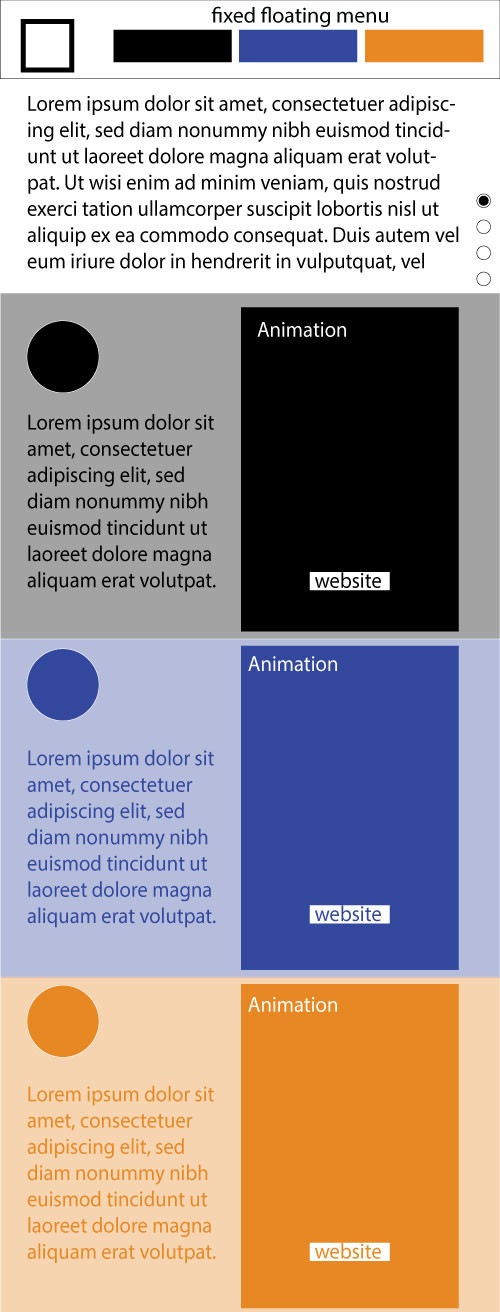 fixed floating menu
Lorem ipsum dolor sit amet, consectetuer adipisc-
ing elit, sed diam nonummy nibh euismod tincid-
unt ut laoreet dolore magna aliquam erat volut-
pat. Ut wisi enim ad minim veniam, quis nostrud
exerci tation ullamcorper suscipit lobortis nisl ut
aliquip ex ea commodo consequat. Duis autem vel
eum iriure dolor in hendrerit in vulputquat, vel
Animation
Lorem ipsum dolor sit
amet, consectetuer
adipiscing elit, sed
diam nonummy nibh
euismod tincidunt ut
laoreet dolore magna
aliquam erat volutpat.
website
Animation
Lorem ipsum dolor sit
amet, consectetuer
adipiscing elit, sed
diam nonummy nibh
euismod tincidunt ut
laoreet dolore magna
aliquam erat volutpat.
website
Animation
Lorem ipsum dolor sit
amet, consectetuer
adipiscing elit, sed
diam nonummy nibh
euismod tincidunt ut
laoreet dolore magna
aliquam erat volutpat.
website